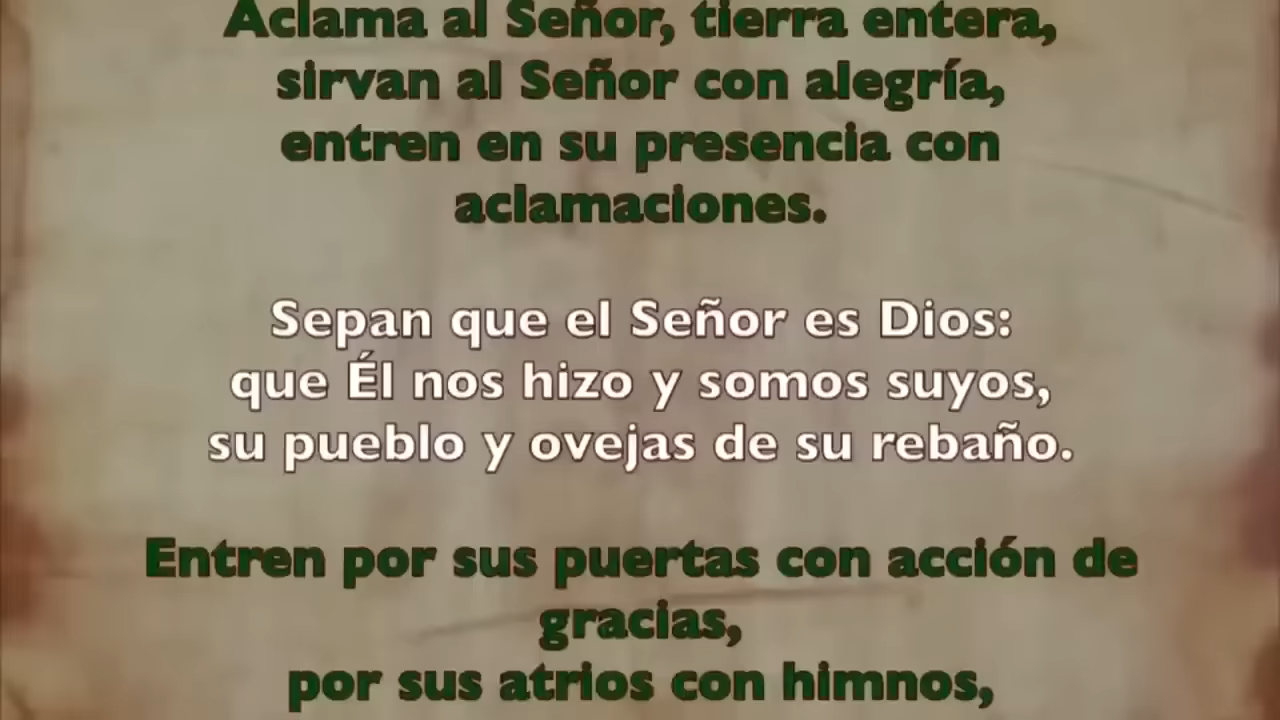 Aclama al Señor, tierra entera,
sirvan al Señor con alegría,
entren en su presencia con
aclamaciones.
Sepan que el Señor es Dios:
que Él nos hizo y somos suyos,
su pueblo y ovejas de su rebaño.
Entren por sus puertas con acción de
gracias,
por sus atrios con himnos,